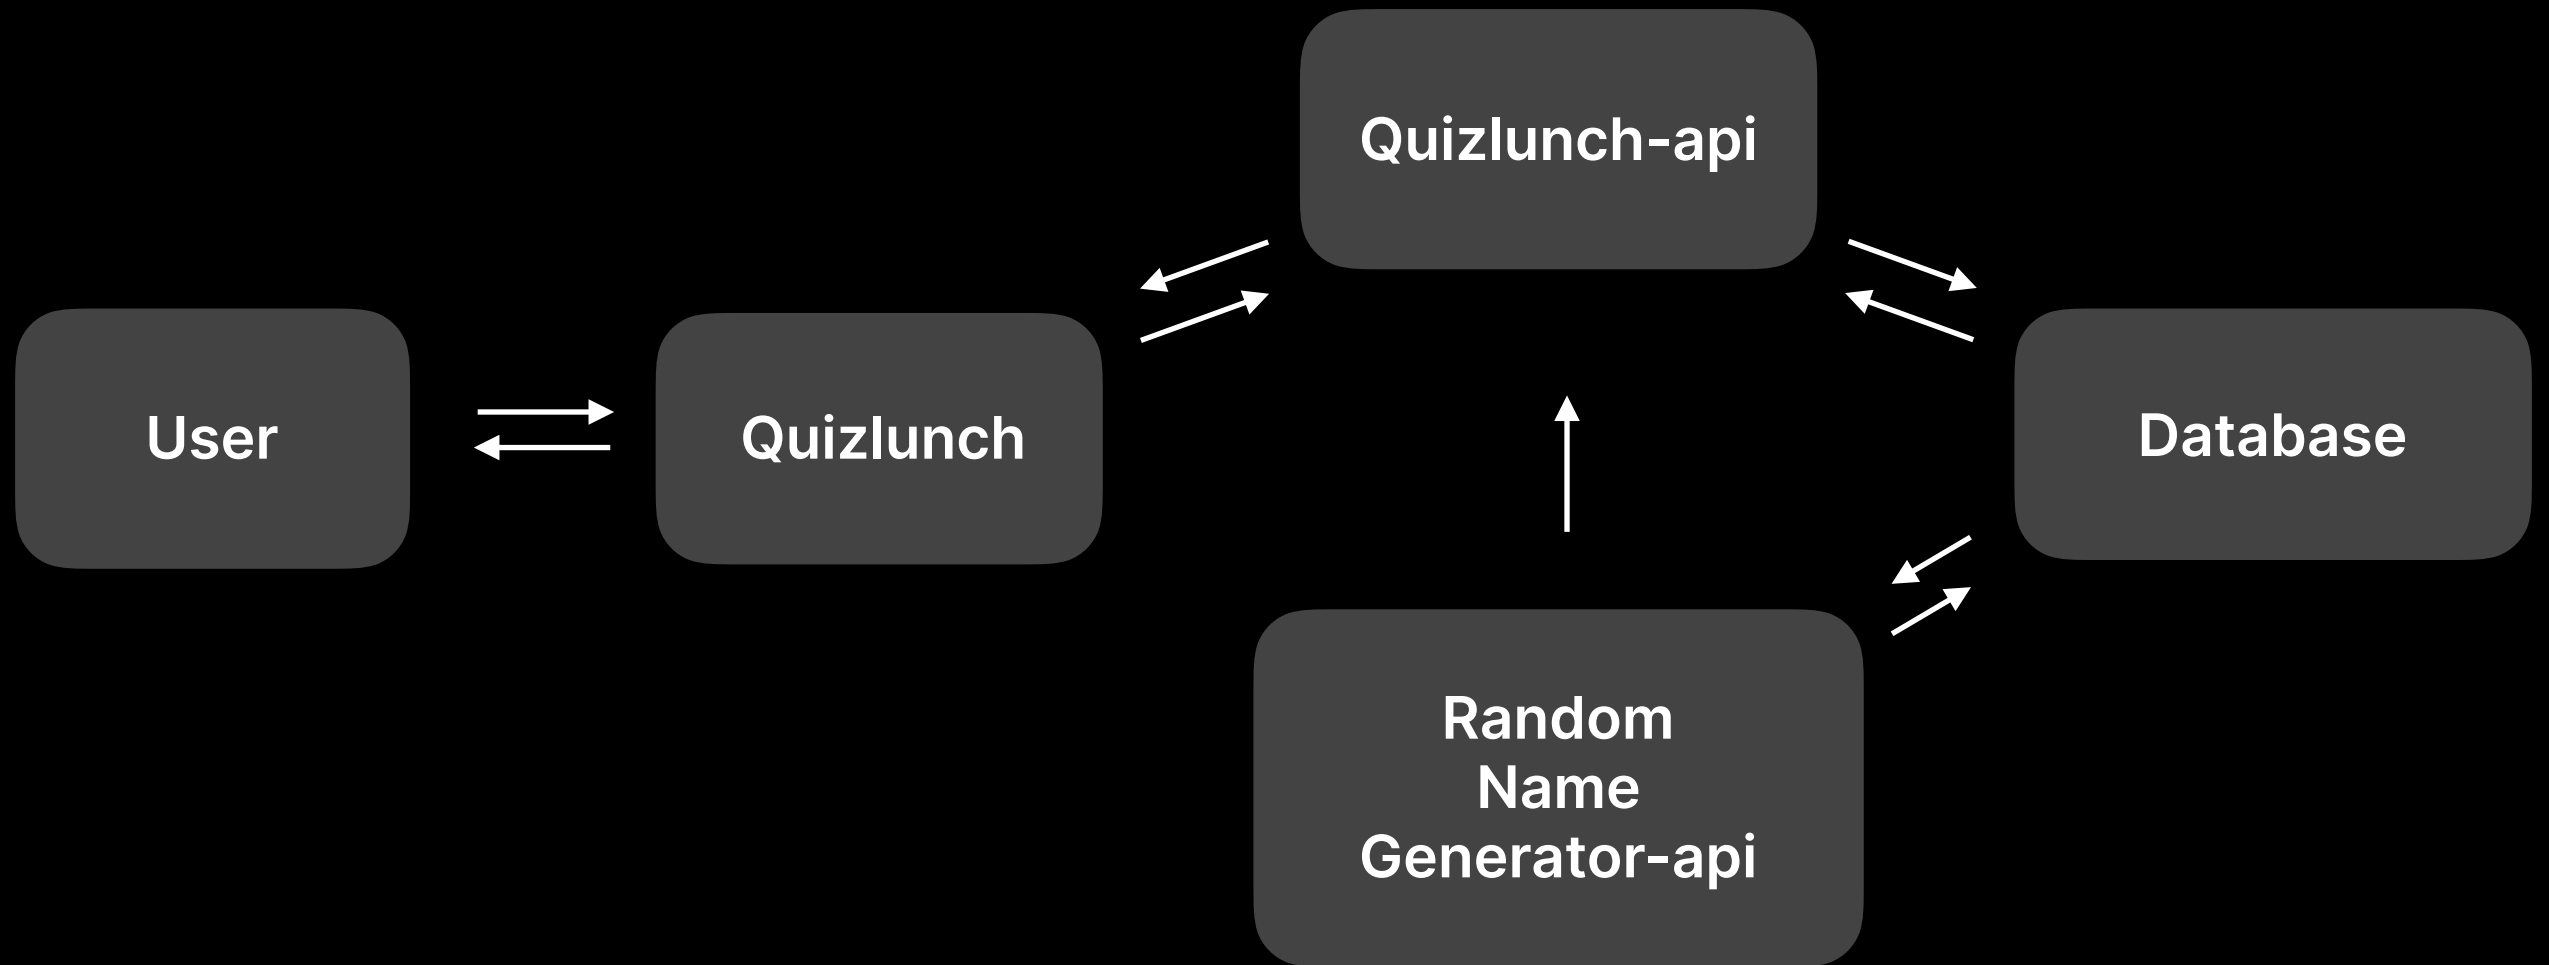 Quizlunch-api
User
Quizlunch
Database
Random
Name
Generator-api